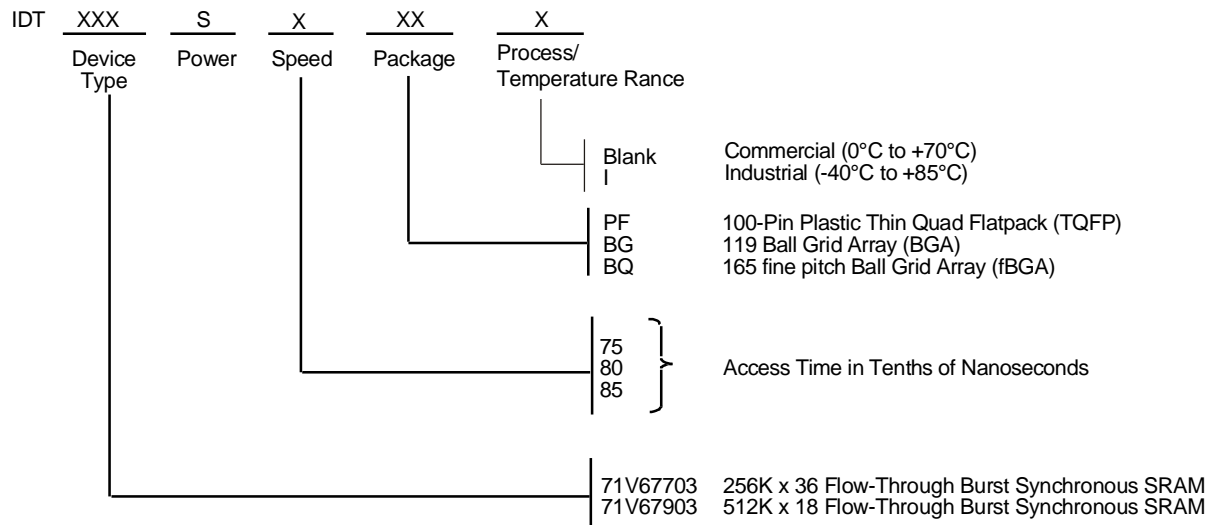 IDT XXX S X XX X
Device Type Power Speed Package Process/ Temperature Rance
Blank Commercial (0°C to +70°C)
I Industrial (-40°C to +85°C)
PF 100-Pin Plastic Thin Quad Flatpack (TQFP)
BG 119 Ball Grid Array (BGA)
BQ 165 fine pitch Ball Grid Array (fBGA)
75
80 Access Time in Tenths of Nanoseconds
85
71V67703 256K x 36 Flow-Through Burst Synchronous SRAM
71V67903 512K x 18 Flow-Through Burst Synchronous SRAM